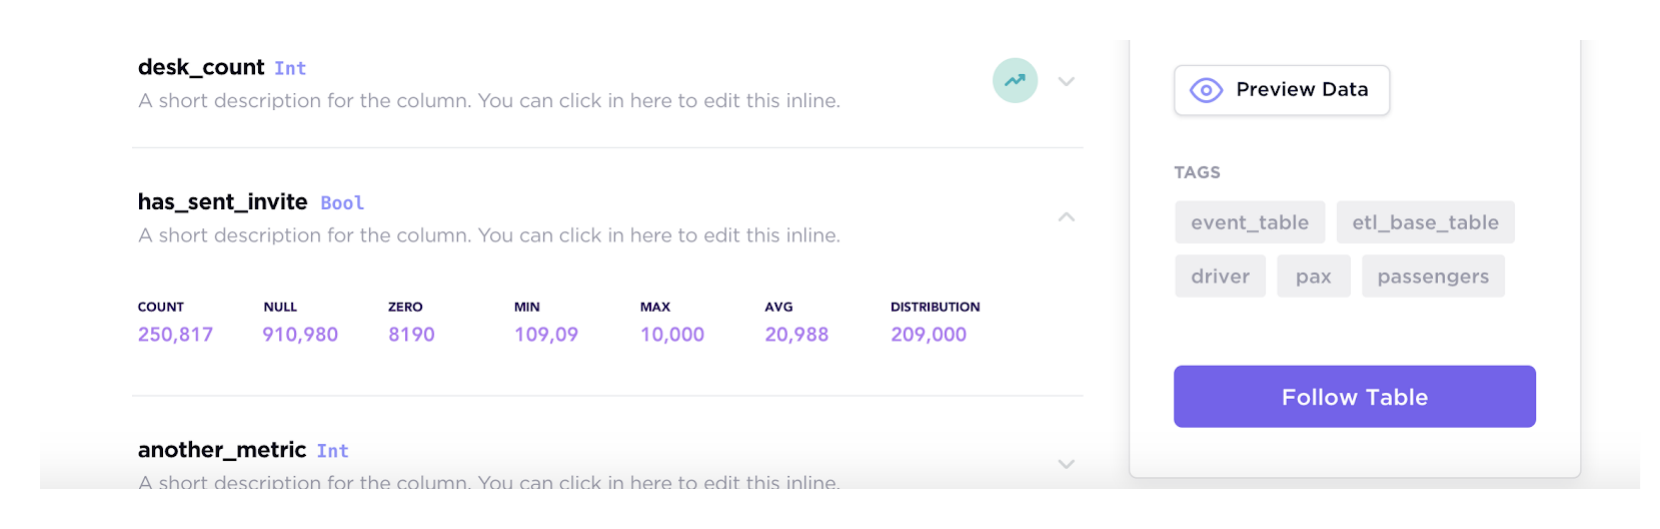 desk_count Int
A short description for the column. You can click in here to edit this inline.
has_sent_invite Bool
A short description for the column. You can click in here to edit this inline.
COUNT NULL ZERO MIN MAX AVG DISTRIBUTION
250,817 910,980 8190 109,09 10,000 20,988 209,000
another_metric Int
A short description for the column. You can click in here to edit this inline.
Preview Data
TAGS
event_table etl_base_table
driver pax passengers
Follow Table